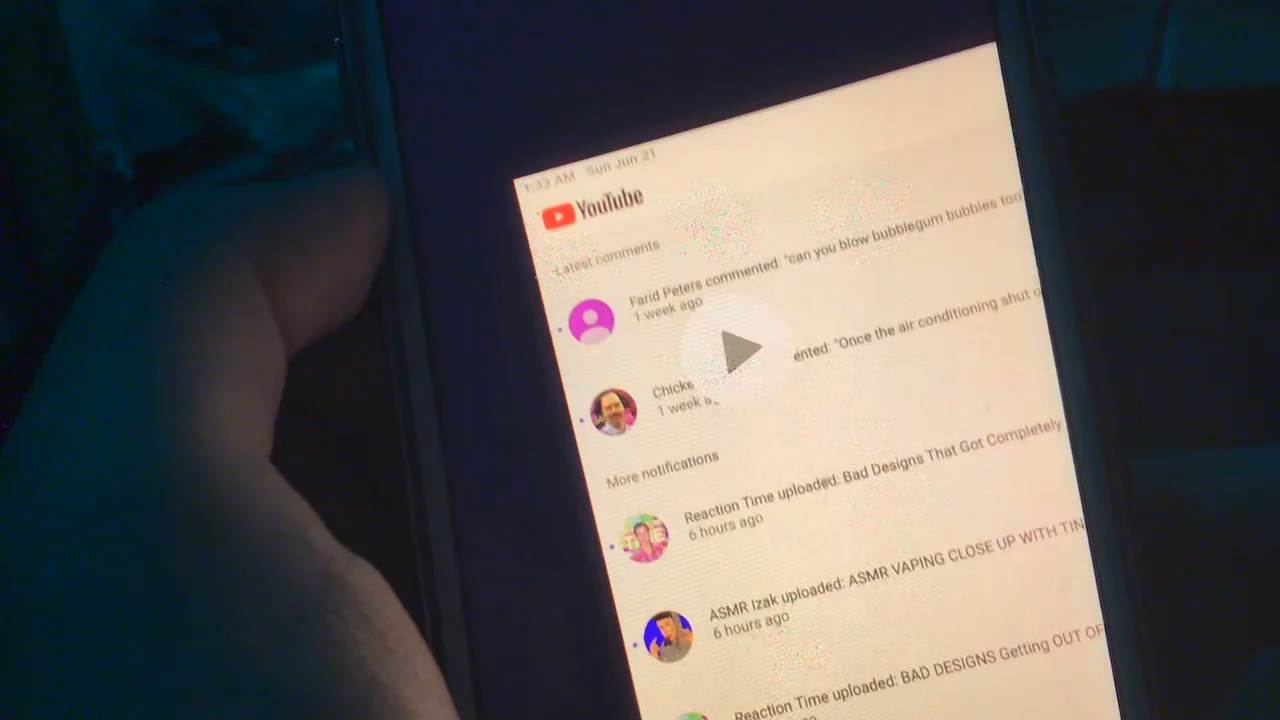 1:33 AM Sun Jun 21
YouTube
Latest comments
Farid Peters commented: "can you blow bubblegum bubbles too
1 week ago
Chicke ented: "Once the air conditioning shut o
1 week a
More notifications
Reaction Time uploaded: Bad Designs That Got Completely
6 hours ago
ASMR Izak uploaded: ASMR VAPING CLOSE UP WITH TIN
6 hours ago
Reaction Time uploaded: BAD DESIGNS Getting OUT OF
ago